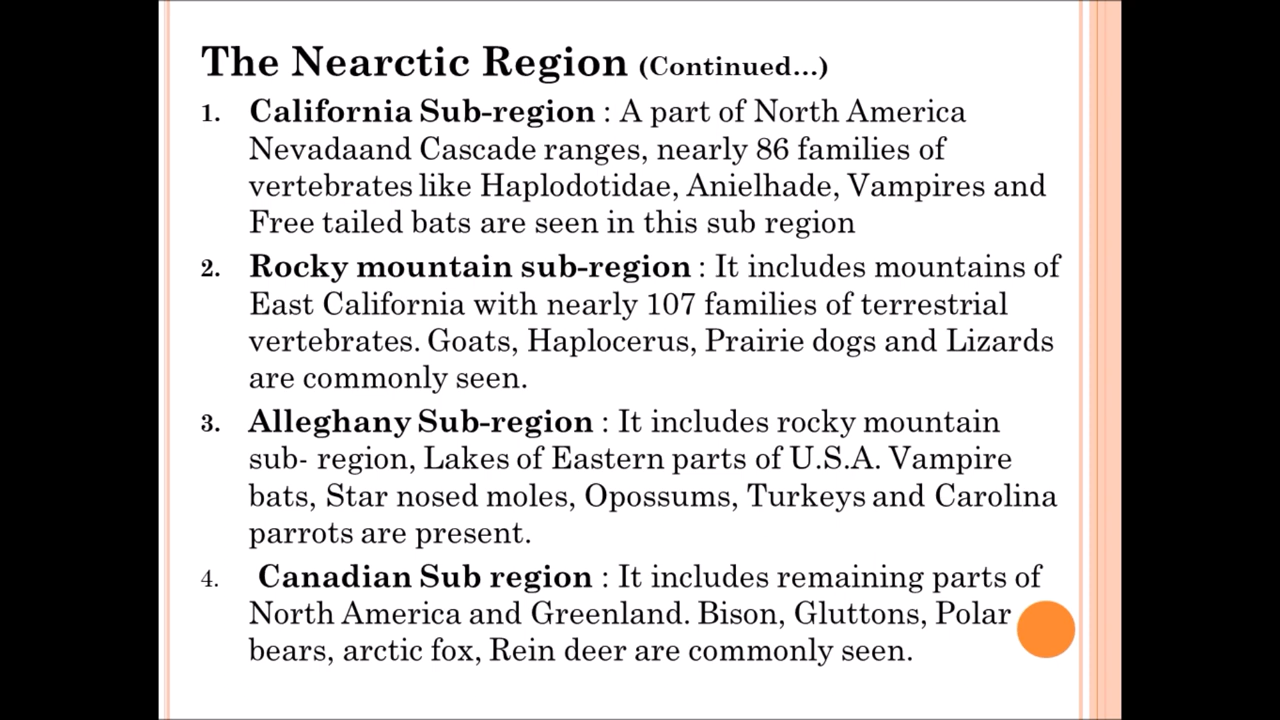 The Nearctic Region (Continued...)
1. California Sub-region : A part of North America
Nevadaand Cascade ranges, nearly 86 families of
vertebrates like Haplodotidae, Anielhade, Vampires and
Free tailed bats are seen in this sub region
2. Rocky mountain sub-region : It includes mountains of
East California with nearly 107 families of terrestrial
vertebrates. Goats, Haplocerus, Prairie dogs and Lizards
are commonly seen.
3. Alleghany Sub-region : It includes rocky mountain
sub- region, Lakes of Eastern parts of U.S.A. Vampire
bats, Star nosed moles, Opossums, Turkeys and Carolina
parrots are present.
4. Canadian Sub region : It includes remaining parts of
North America and Greenland. Bison, Gluttons, Polar
bears, arctic fox, Rein deer are commonly seen.